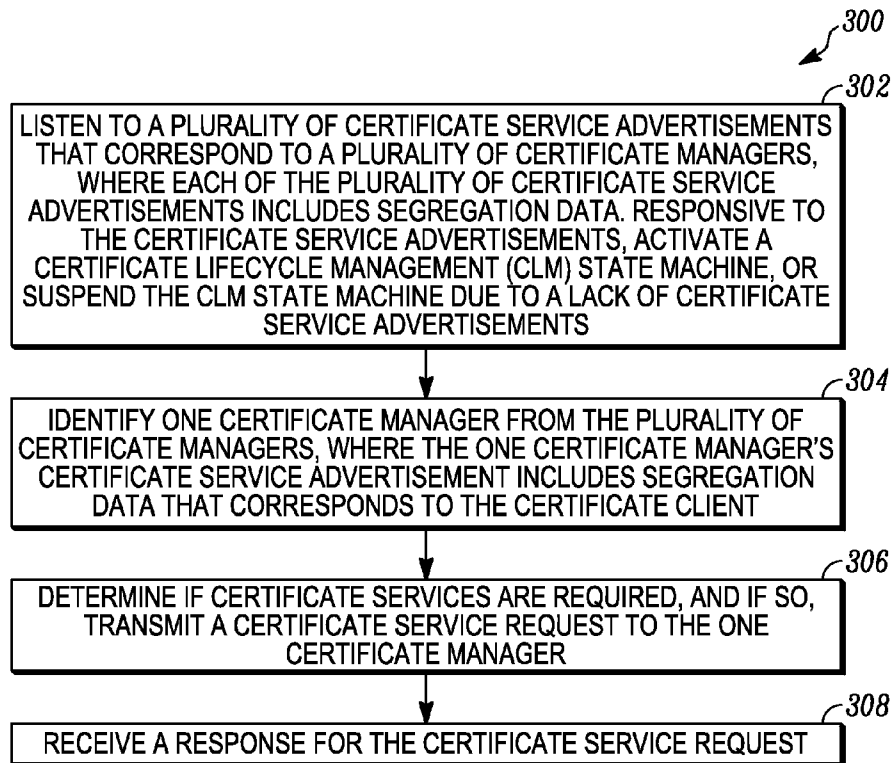 300
302
LISTEN TO A PLURALITY OF CERTIFICATE SERVICE ADVERTISEMENTS
THAT CORRESPOND TO A PLURALITY OF CERTIFICATE MANAGERS,
WHERE EACH OF THE PLURALITY OF CERTIFICATE SERVICE
ADVERTISEMENTS INCLUDES SEGREGATION DATA. RESPONSIVE TO
THE CERTIFICATE SERVICE ADVERTISEMENTS, ACTIVATE A
CERTIFICATE LIFECYCLE MANAGEMENT (CLM) STATE MACHINE, OR
SUSPEND THE CLM STATE MACHINE DUE TO A LACK OF CERTIFICATE
SERVICE ADVERTISEMENTS
304
IDENTIFY ONE CERTIFICATE MANAGER FROM THE PLURALITY OF
CERTIFICATE MANAGERS, WHERE THE ONE CERTIFICATE MANAGER'S
CERTIFICATE SERVICE ADVERTISEMENT INCLUDES SEGREGATION
DATA THAT CORRESPONDS TO THE CERTIFICATE CLIENT
306
DETERMINE IF CERTIFICATE SERVICES ARE REQUIRED, AND IF SO,
TRANSMIT A CERTIFICATE SERVICE REQUEST TO THE ONE
CERTIFICATE MANAGER
308
RECEIVE A RESPONSE FOR THE CERTIFICATE SERVICE REQUEST